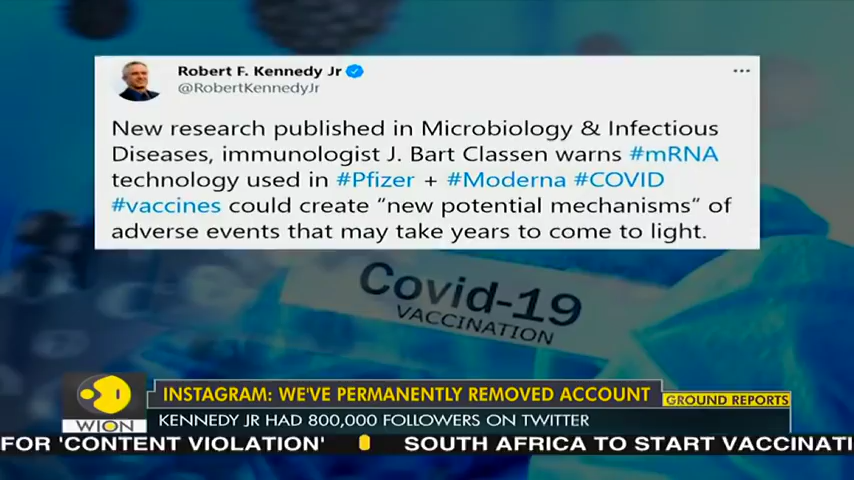 Robert F. Kennedy Jr
@RobertKennedyJr
New research published in Microbiology & Infectious
Diseases, immunologist J. Bart Classen warns #mRNA
technology used in #Pfizer + #Moderna #COVID
#vaccines could create “new potential mechanisms” of
adverse events that may take years to come to light.
Covid-19
VACCINATION
INSTAGRAM: WE'VE PERMANENTLY REMOVED ACCOUNT
GROUND REPORTS
WION
KENNEDY JR HAD 800,000 FOLLOWERS ON TWITTER
FOR 'CONTENT VIOLATION' SOUTH AFRICA TO START VACCINATI